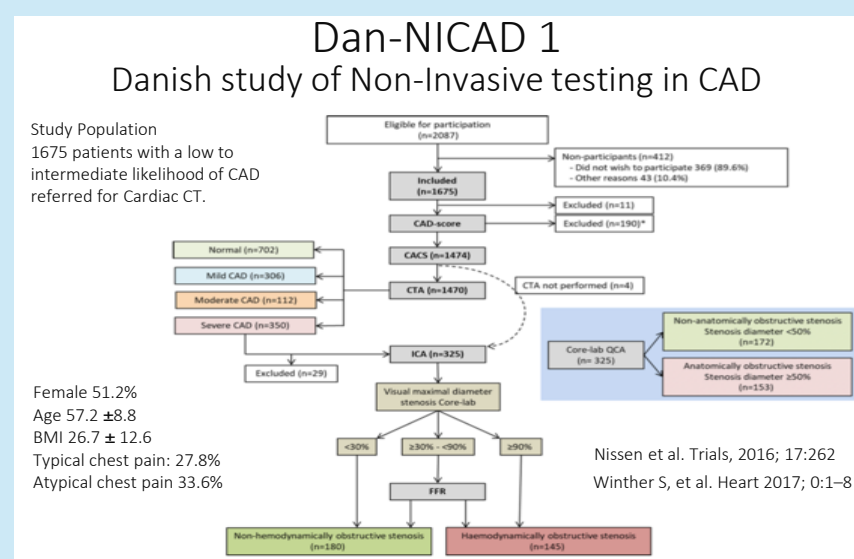 Dan-NICAD 1
Danish study of Non-Invasive testing in CAD
Study Population
1675 patients with a low to
intermediate likelihood of CAD
referred for Cardiac CT.
Eligible for participation
(n=2087)
Non-participants (n=412)
- Did not wish to participate 369 (89.6%)
- Other reasons 43 (10.4%)
Included
(n=1675)
Excluded (n=11)
CAD-score
Excluded (n=190)*
CACS (n=1474)
Normal (n=702)
Mild CAD (n=306)
Moderate CAD (n=112)
Severe CAD (n=350)
CTA (n=1470)
CTA not performed (n=4)
ICA (n=325)
Excluded (n=29)
Core-lab QCA
(n= 325)
Non-anatomically obstructive stenosis
Stenosis diameter <50%
(n=172)
Anatomically obstructive stenosis
Stenosis diameter ≥50%
(n=153)
Visual maximal diameter
stenosis Core-lab
<30%
≥30% - <90%
≥90%
FFR
Non-hemodynamically obstructive stenosis
(n=180)
Haemodynamically obstructive stenosis
(n=145)
Female 51.2%
Age 57.2 ±8.8
BMI 26.7 ± 12.6
Typical chest pain: 27.8%
Atypical chest pain 33.6%
Nissen et al. Trials, 2016; 17:262
Winther S, et al. Heart 2017; 0:1–8